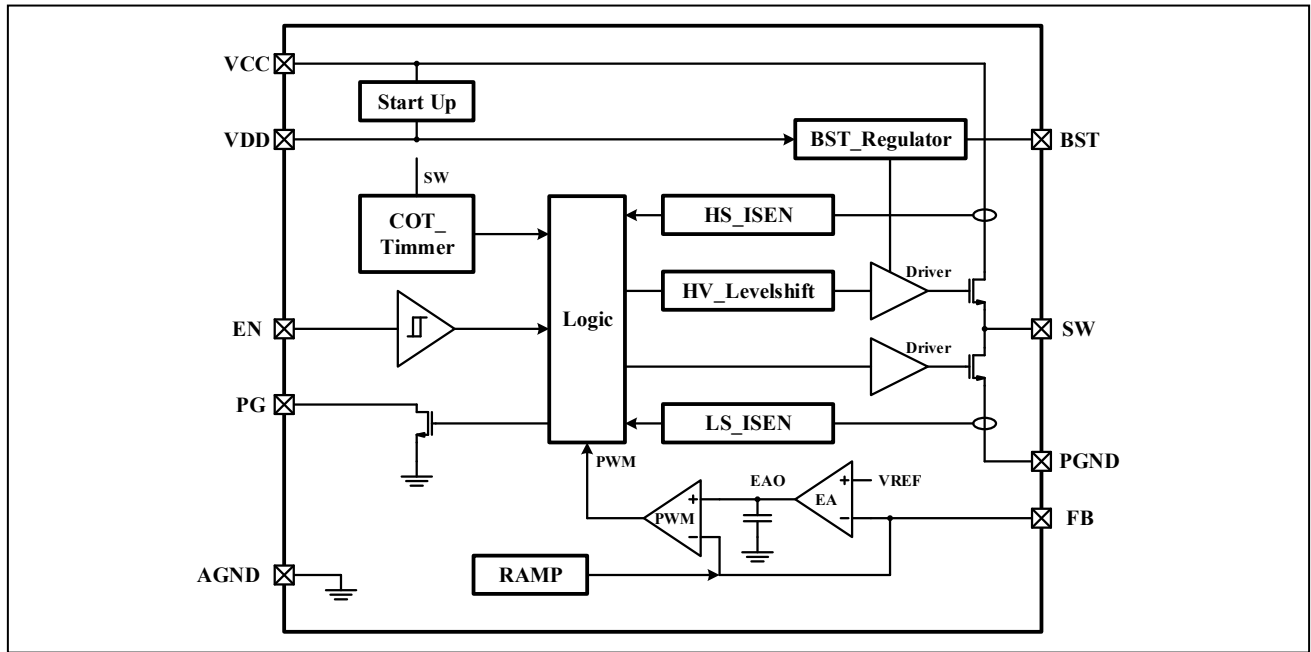 VCC
Start Up
VDD
BST_Regulator
BST
SW
COT_
Timmer
HS_ISEN
HV_Levelshift
Driver
EN
Logic
SW
Driver
PG
LS_ISEN
PWM
PGND
EAO
VREF
+
EA
-
+
PWM
-
FB
RAMP
AGND